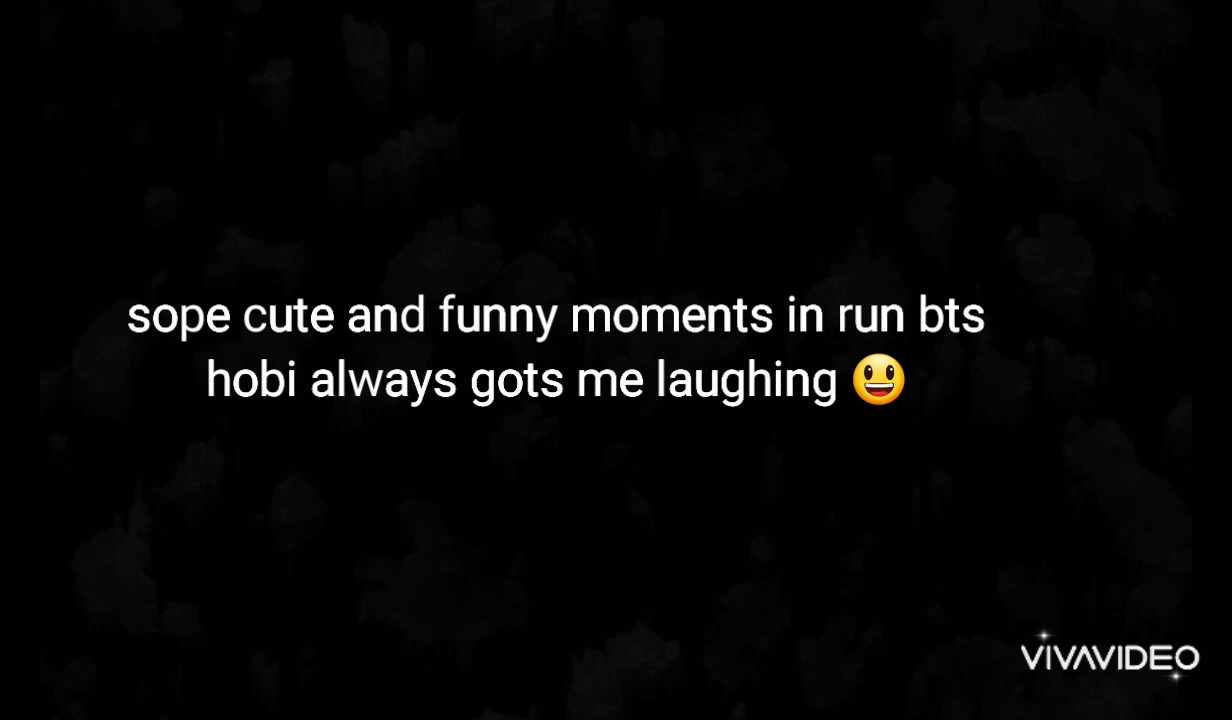 sope cute and funny moments in run bts
hobi always gots me laughing 😃
VIVAVIDEO